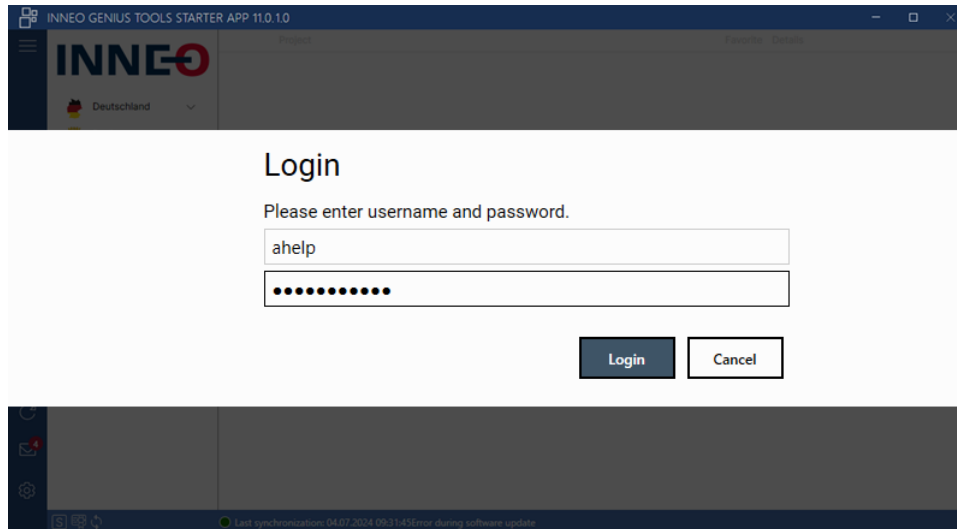 INNEO GENIUS TOOLS STARTER APP 11.0.1.0
Project
Favorite - Details
INNEO
Deutschland
Login
Please enter username and password.
ahelp
●●●●●●●●●●●
Login
Cancel
4
Last synchronization: 04.07.2024 09:31:45Error during software update